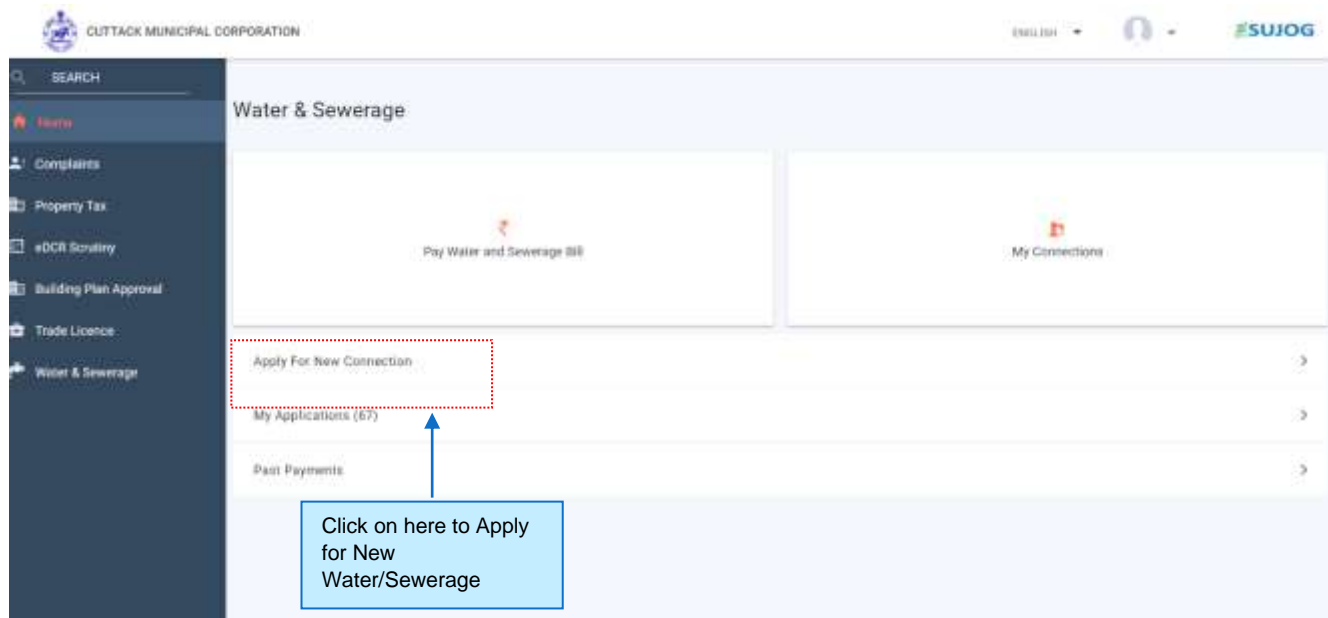 CUTTACK MUNICIPAL CORPORATION
ENGLISH
SUJOG
SEARCH
Home
Complaints
Property Tax
eDCR Scrutiny
Building Plan Approval
Trade Licence
Water & Sewerage
Water & Sewerage
₹
Pay Water and Sewerage Bill
My Connections
Apply For New Connection
My Applications (67)
Past Payments
Click on here to Apply
for New
Water/Sewerage